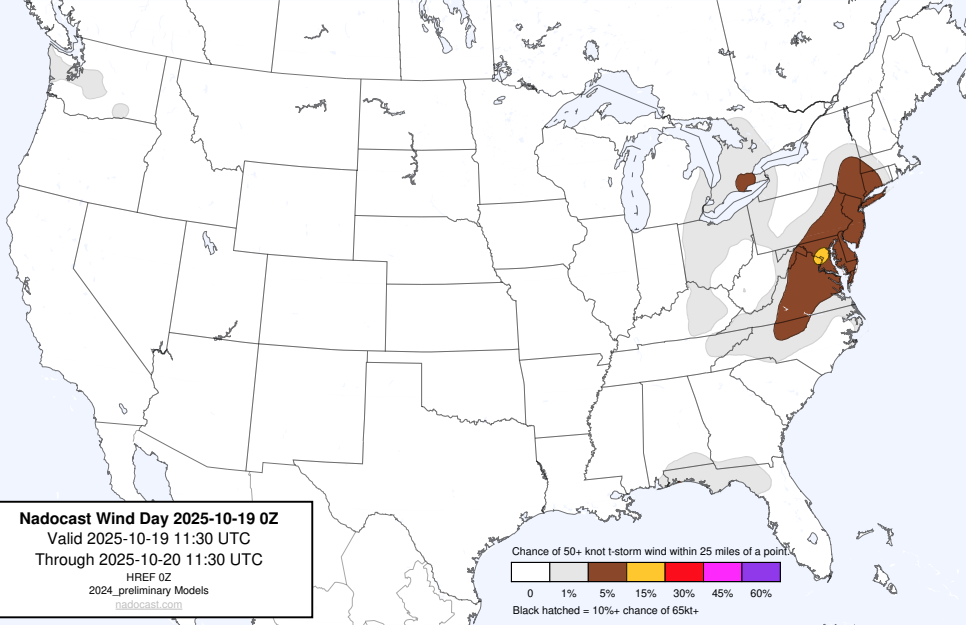 Nadocast Wind Day 2025-10-19 0Z
Valid 2025-10-19 11:30 UTC
Through 2025-10-20 11:30 UTC
HREF 0Z
2024_preliminary Models
nadocast.com
Chance of 50+ knot t-storm wind within 25 miles of a point.
0 1% 5% 15% 30% 45% 60%
Black hatched = 10%+ chance of 65kt+